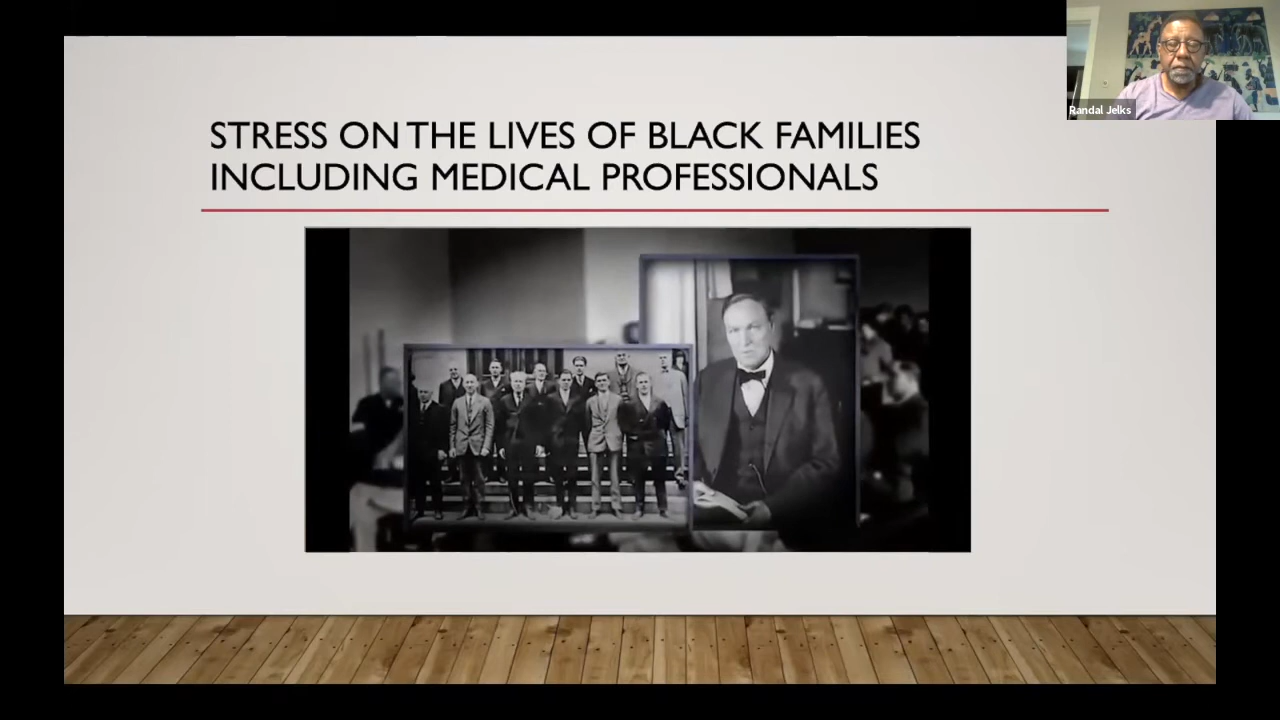 STRESS ON THE LIVES OF BLACK FAMILIES
INCLUDING MEDICAL PROFESSIONALS
Randal Jelks